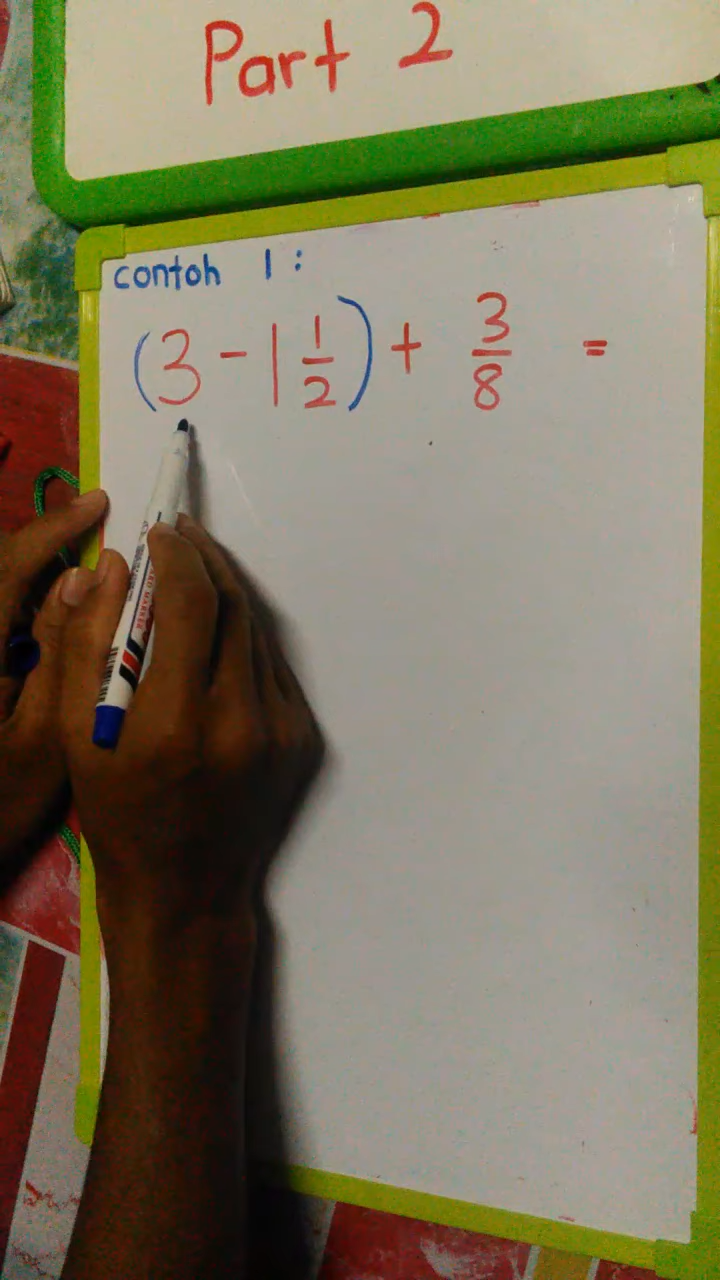 Part 2
contoh 1:
(3 - 1 1/2) + 3/8 =